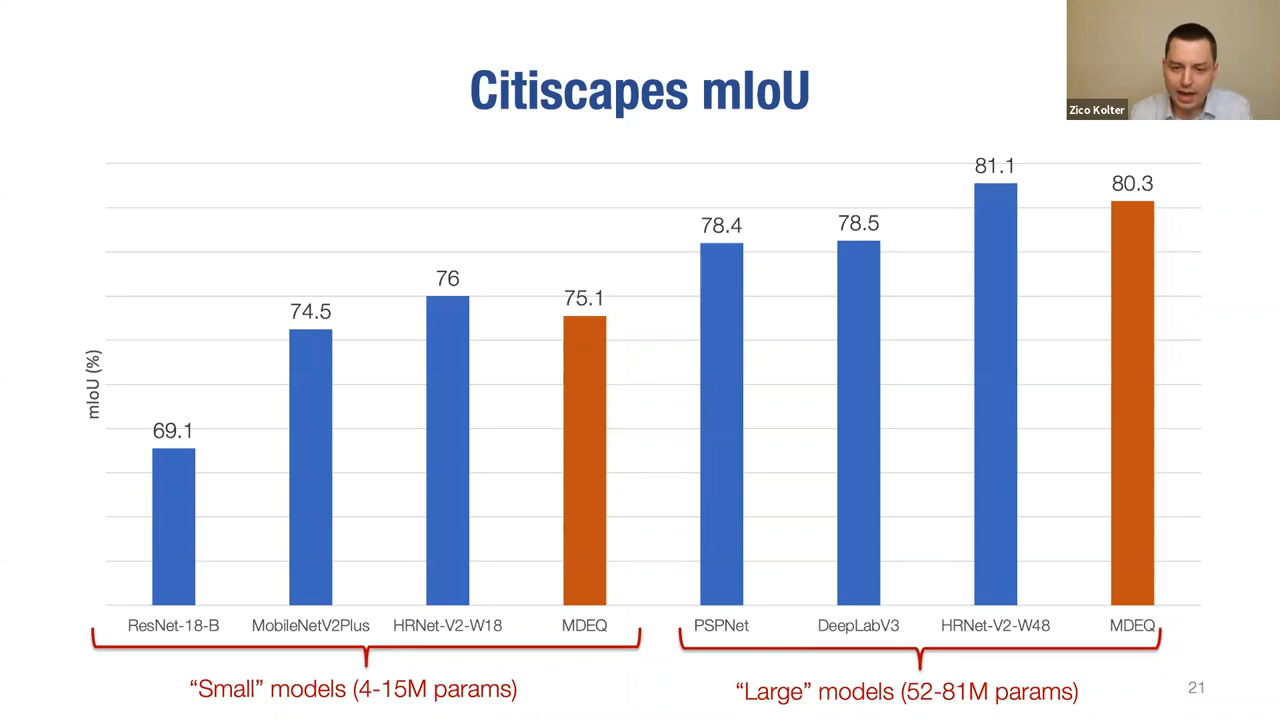 Zico Kolter
Citiscapes mIoU
mIoU (%)
69.1
74.5
76
75.1
78.4
78.5
81.1
80.3
ResNet-18-B
MobileNetV2Plus
HRNet-V2-W18
MDEQ
PSPNet
DeepLabV3
HRNet-V2-W48
MDEQ
“Small” models (4-15M params)
“Large” models (52-81M params)
21